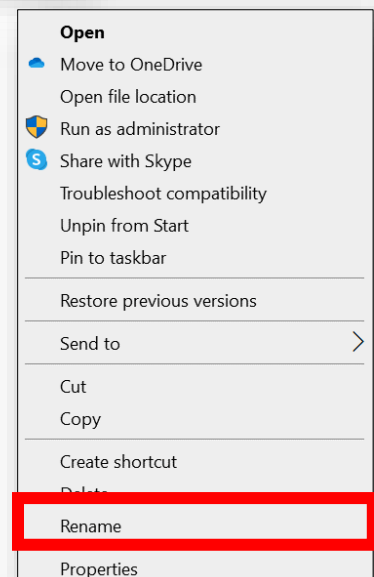 Open
Move to OneDrive
Open file location
Run as administrator
S Share with Skype
Troubleshoot compatibility
Unpin from Start
Pin to taskbar
Restore previous versions
Send to
Cut
Copy
Create shortcut
Delete
Rename
Properties